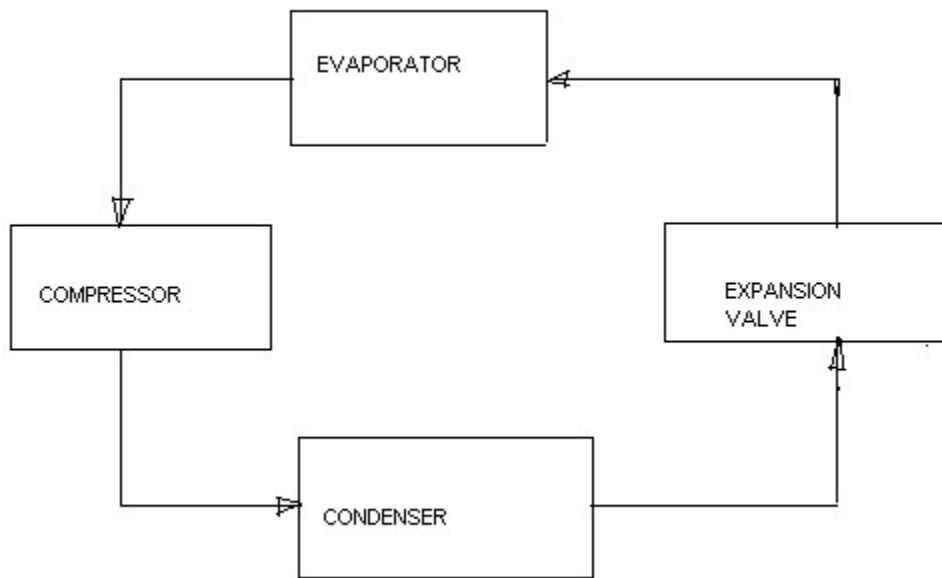 EVAPORATOR
COMPRESSOR
EXPANSION
VALVE
CONDENSER